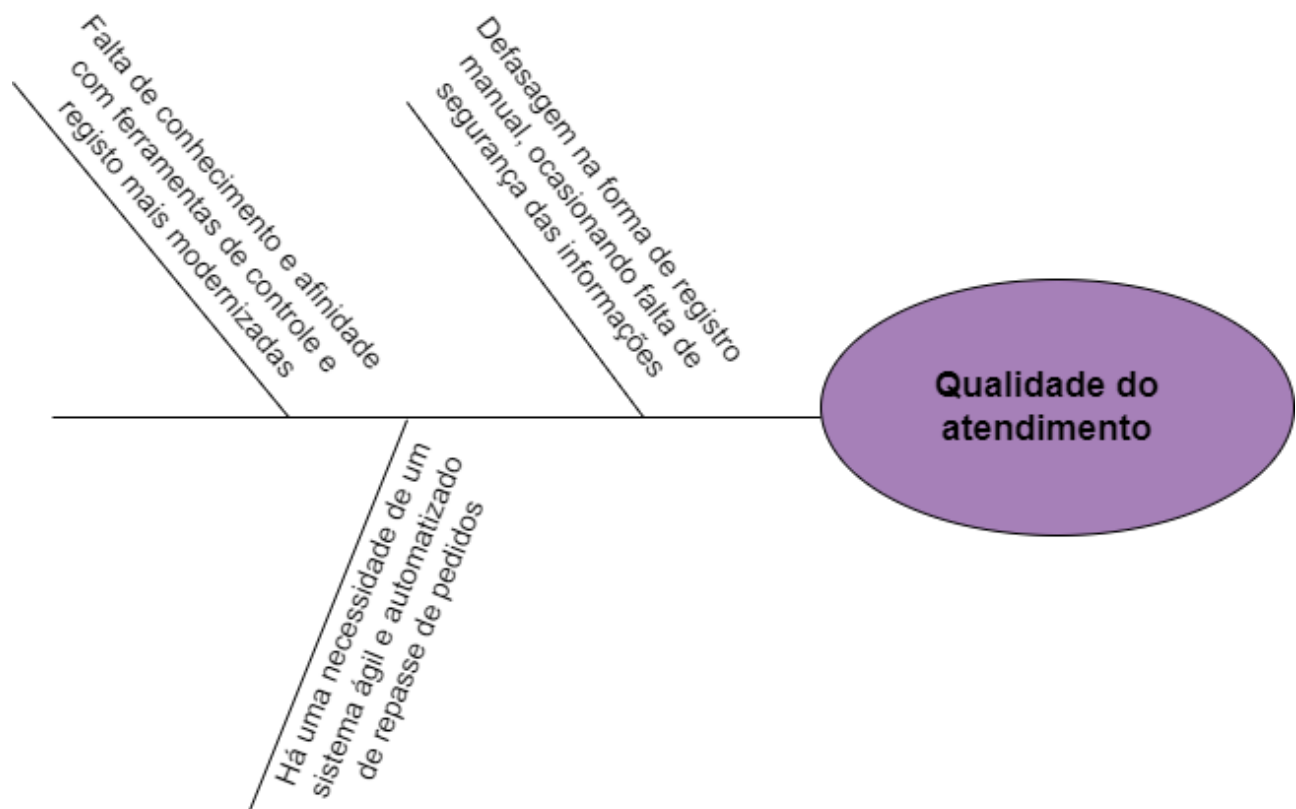 Falta de conhecimento e afinidade
com ferramentas de controle e
registo mais modernizadas
Defasagem na forma de registro
manual, ocasionando falta de
segurança das informações
Qualidade do
atendimento
Há uma necessidade de um
sistema ágil e automatizado
de repasse de pedidos